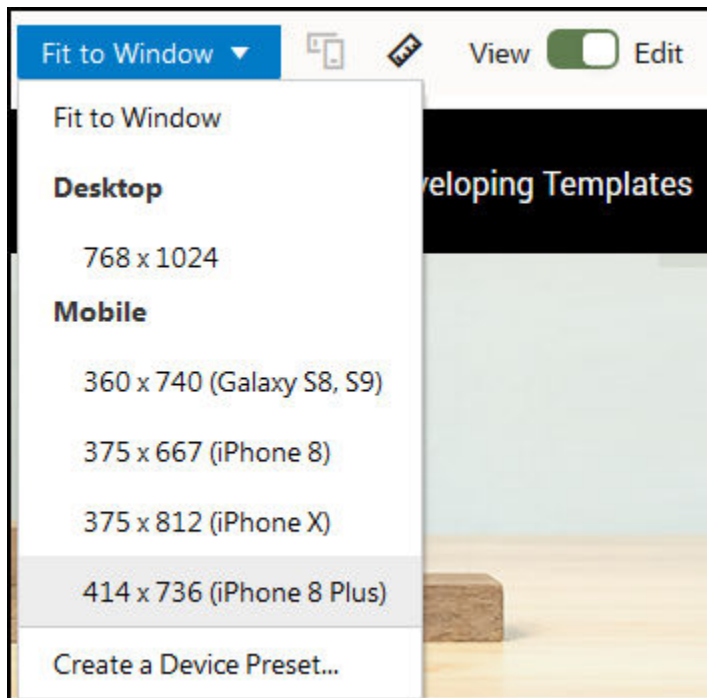 Fit to Window
View
Edit
Fit to Window
Desktop
veloping Templates
768 x 1024
Mobile
360 x 740 (Galaxy S8, S9)
375 x 667 (iPhone 8)
375 x 812 (iPhone X)
414 x 736 (iPhone 8 Plus)
Create a Device Preset...